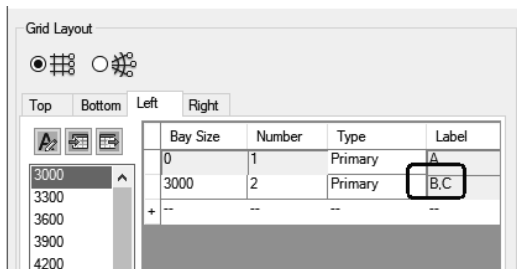 Grid Layout
Top Bottom Left Right
Bay Size Number Type Label
0 1 Primary A
3000 2 Primary B,C
+ -- -- -- --
3000
3300
3600
3900
4200